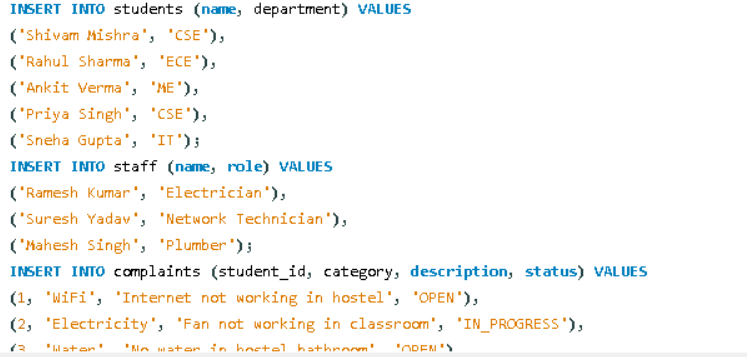 INSERT INTO students (name, department) VALUES
('Shivam Mishra', 'CSE'),
('Rahul Sharma', 'ECE'),
('Ankit Verma', 'ME'),
('Priya Singh', 'CSE'),
('Sneha Gupta', 'IT');
INSERT INTO staff (name, role) VALUES
('Ramesh Kumar', 'Electrician'),
('Suresh Yadav', 'Network Technician'),
('Mahesh Singh', 'Plumber');
INSERT INTO complaints (student_id, category, description, status) VALUES
(1, 'WiFi', 'Internet not working in hostel', 'OPEN'),
(2, 'Electricity', 'Fan not working in classroom', 'IN_PROGRESS'),
(3, 'Water', 'No water in hostel bathroom', 'OPEN')